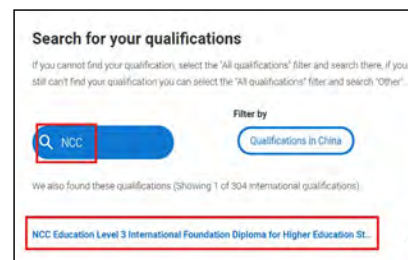 Search for your qualifications
If you cannot find your qualification, select the "All qualifications" filter and search there, if you
still can't find your qualification you can select the "All qualifications" filter and search "Other".
Filter by
NCC
Qualifications in China
We also found these qualifications (Showing 1 of 304 international qualifications).
NCC Education Level 3 International Foundation Diploma for Higher Education St...